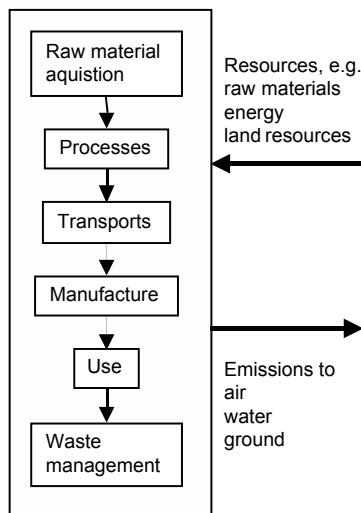 Raw material
aquistion
Processes
Transports
Manufacture
Use
Waste
management
Resources, e.g.
raw materials
energy
land resources
Emissions to
air
water
ground